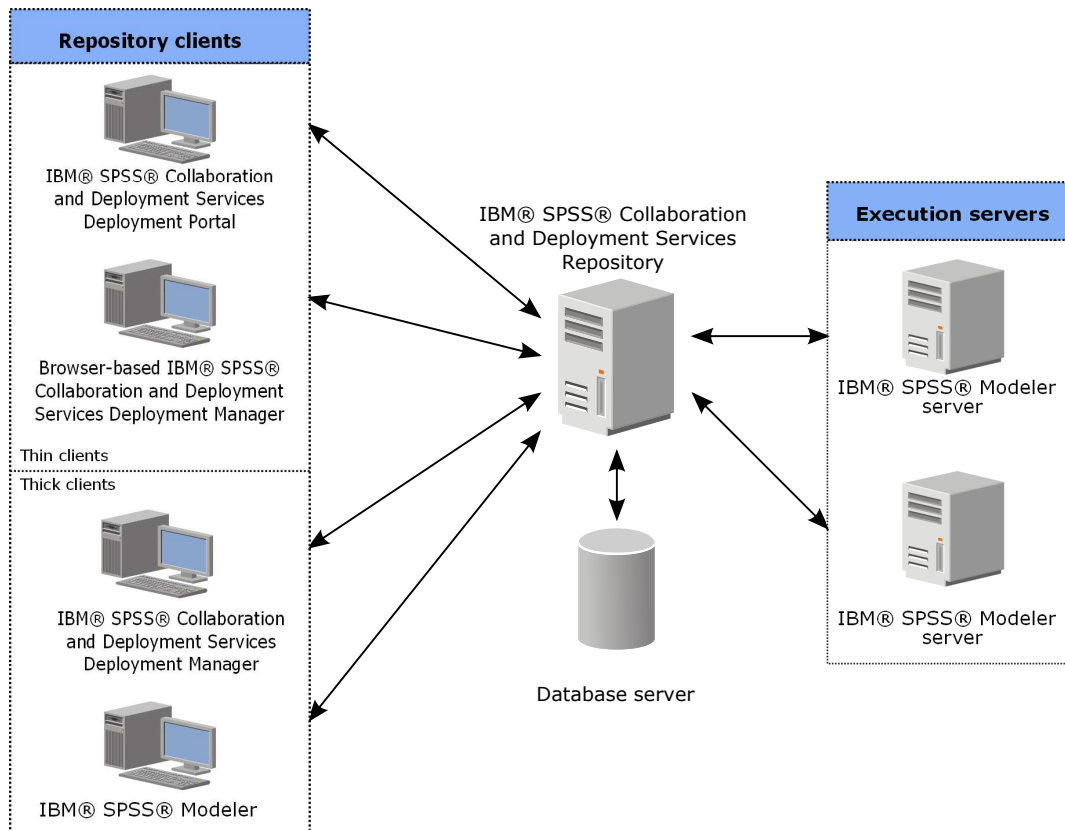 Repository clients
IBM® SPSS® Collaboration
and Deployment Services
Deployment Portal
Browser-based IBM® SPSS®
Collaboration and Deployment
Services Deployment Manager
Thin clients
Thick clients
IBM® SPSS® Collaboration
and Deployment Services
Deployment Manager
IBM® SPSS® Modeler
IBM® SPSS® Collaboration
and Deployment Services
Repository
Database server
Execution servers
IBM® SPSS® Modeler
server
IBM® SPSS® Modeler
server